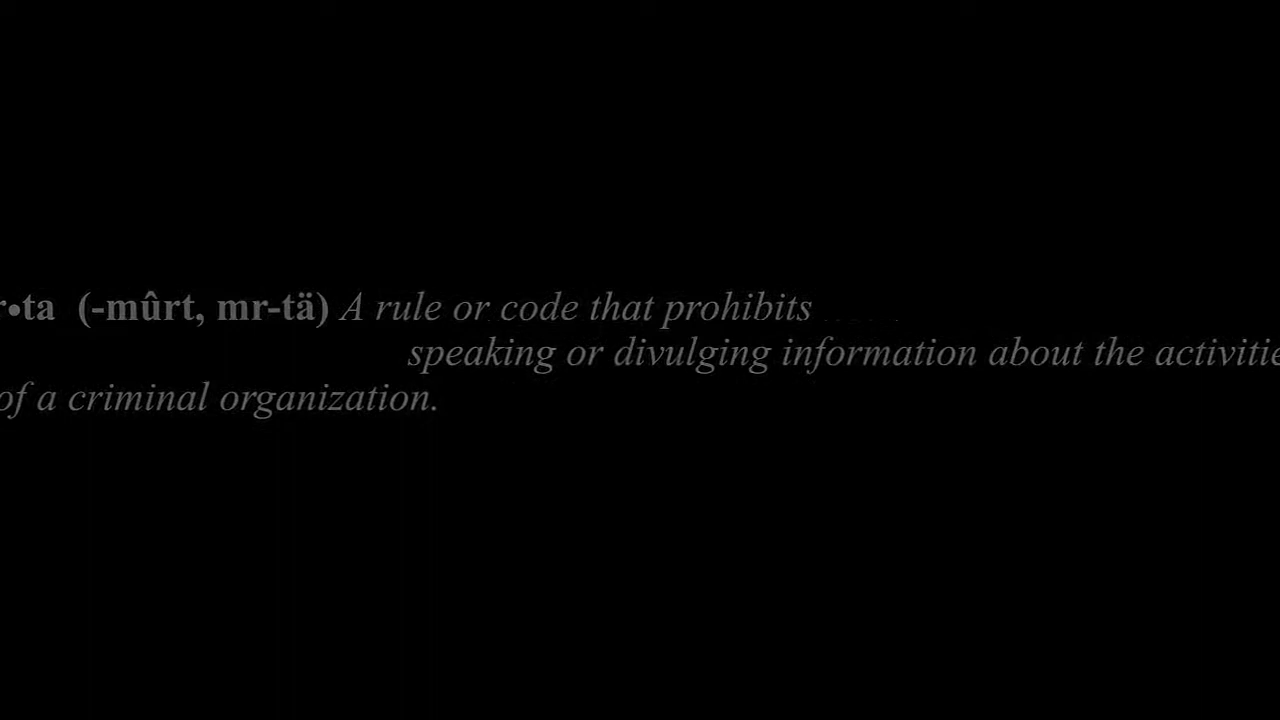 r•ta (-mûrt, mr-tä) A rule or code that prohibits
speaking or divulging information about the activitie
of a criminal organization.